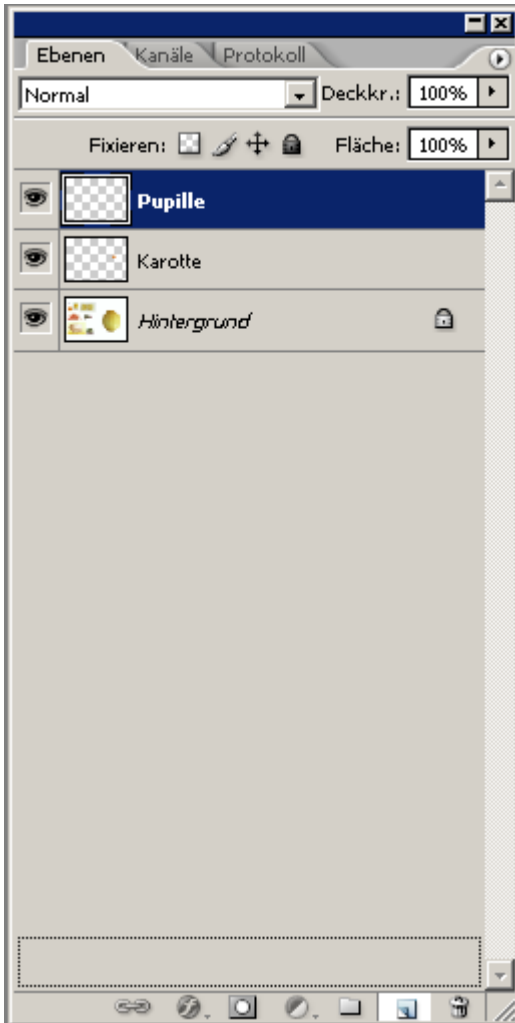 Ebenen Kanäle Protokoll
Normal Deckkr.: 100%
Fixieren: Fläche: 100%
Pupille
Karotte
Hintergrund